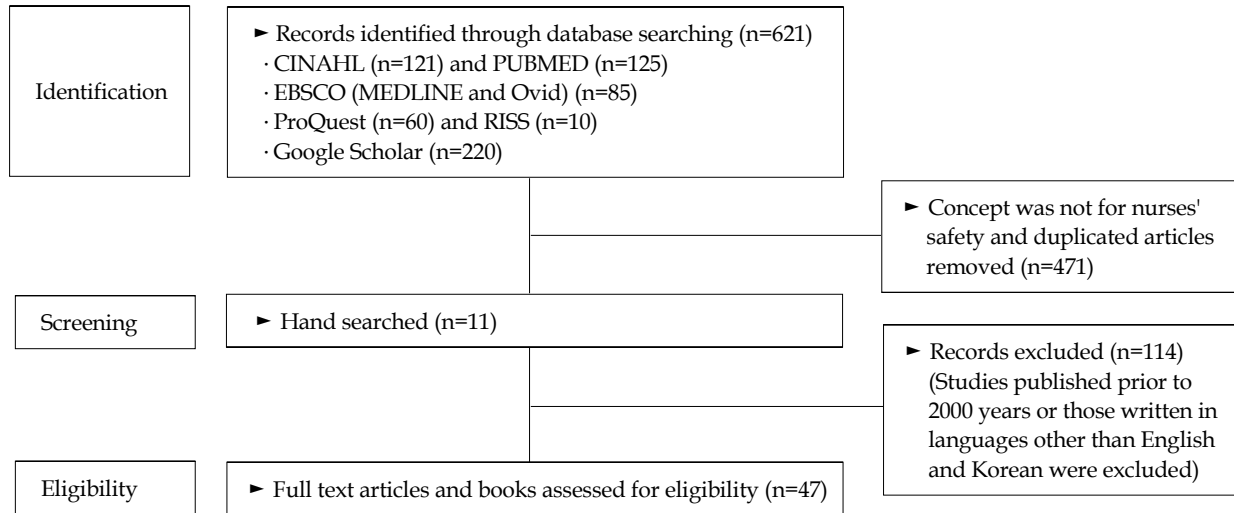 Identification
► Records identified through database searching (n=621)
· CINAHL (n=121) and PUBMED (n=125)
· EBSCO (MEDLINE and Ovid) (n=85)
· ProQuest (n=60) and RISS (n=10)
· Google Scholar (n=220)
► Concept was not for nurses'
safety and duplicated articles
removed (n=471)
Screening
► Hand searched (n=11)
► Records excluded (n=114)
(Studies published prior to
2000 years or those written in
languages other than English
and Korean were excluded)
Eligibility
► Full text articles and books assessed for eligibility (n=47)